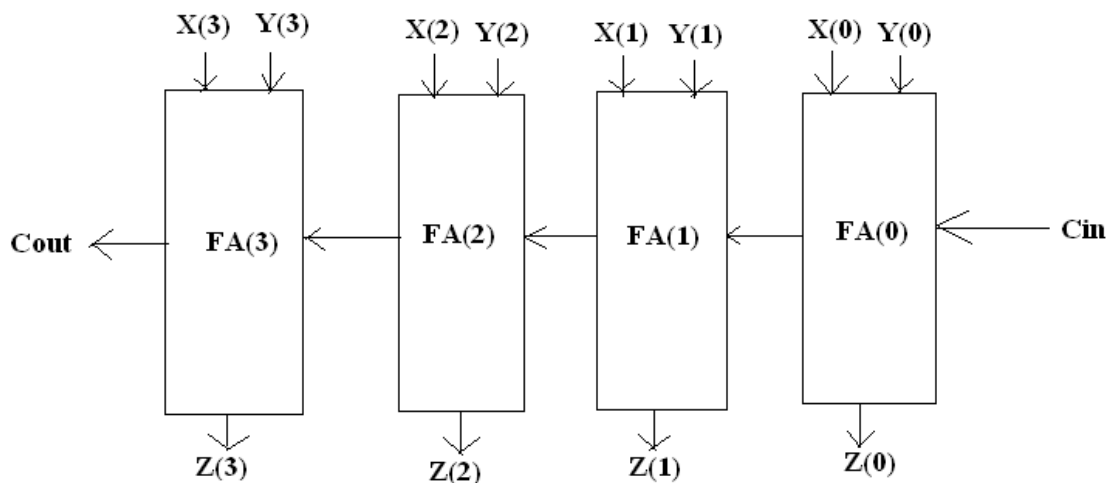 X(3) Y(3) X(2) Y(2) X(1) Y(1) X(0) Y(0)
Cout FA(3) FA(2) FA(1) FA(0) Cin
Z(3) Z(2) Z(1) Z(0)